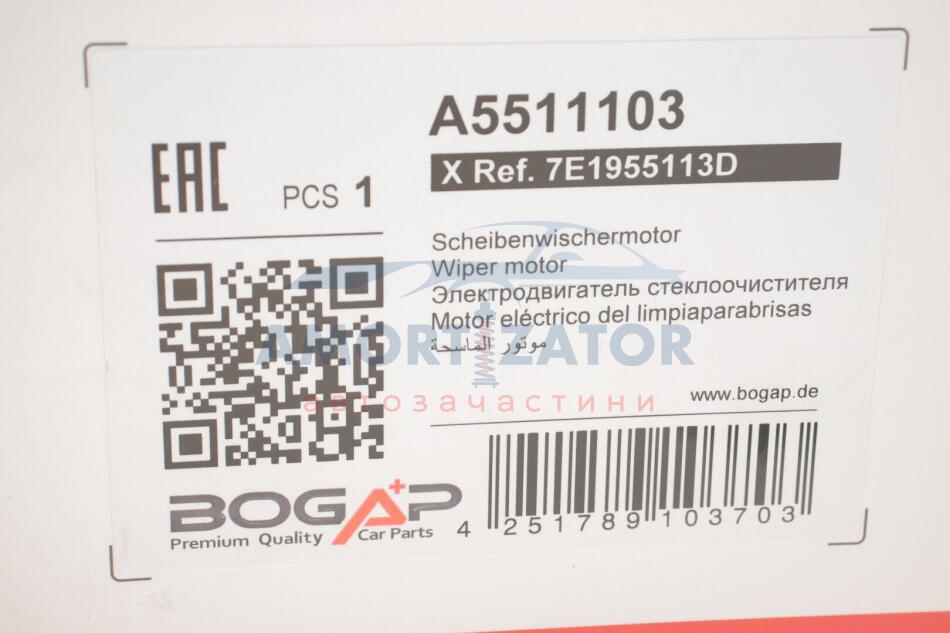 A5511103
X Ref. 7E1955113D
EAC
PCS 1
Scheibenwischermotor
Wiper motor
Электродвигатель стеклоочистителя
Motor eléctrico del limpiaparabrisas
موتور الماسحة
AMORTIZATOR
автозачастини
www.bogap.de
BOGAP
Premium Quality Car Parts
4 251789 103703